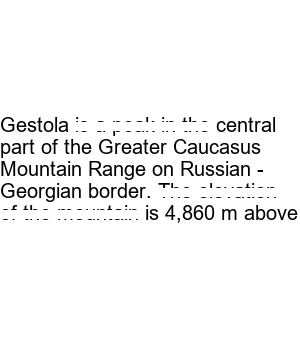 Gestola is a peak in the central
part of the Greater Caucasus
Mountain Range on Russian -
Georgian border. The elevation
of the mountain is 4,860 m above